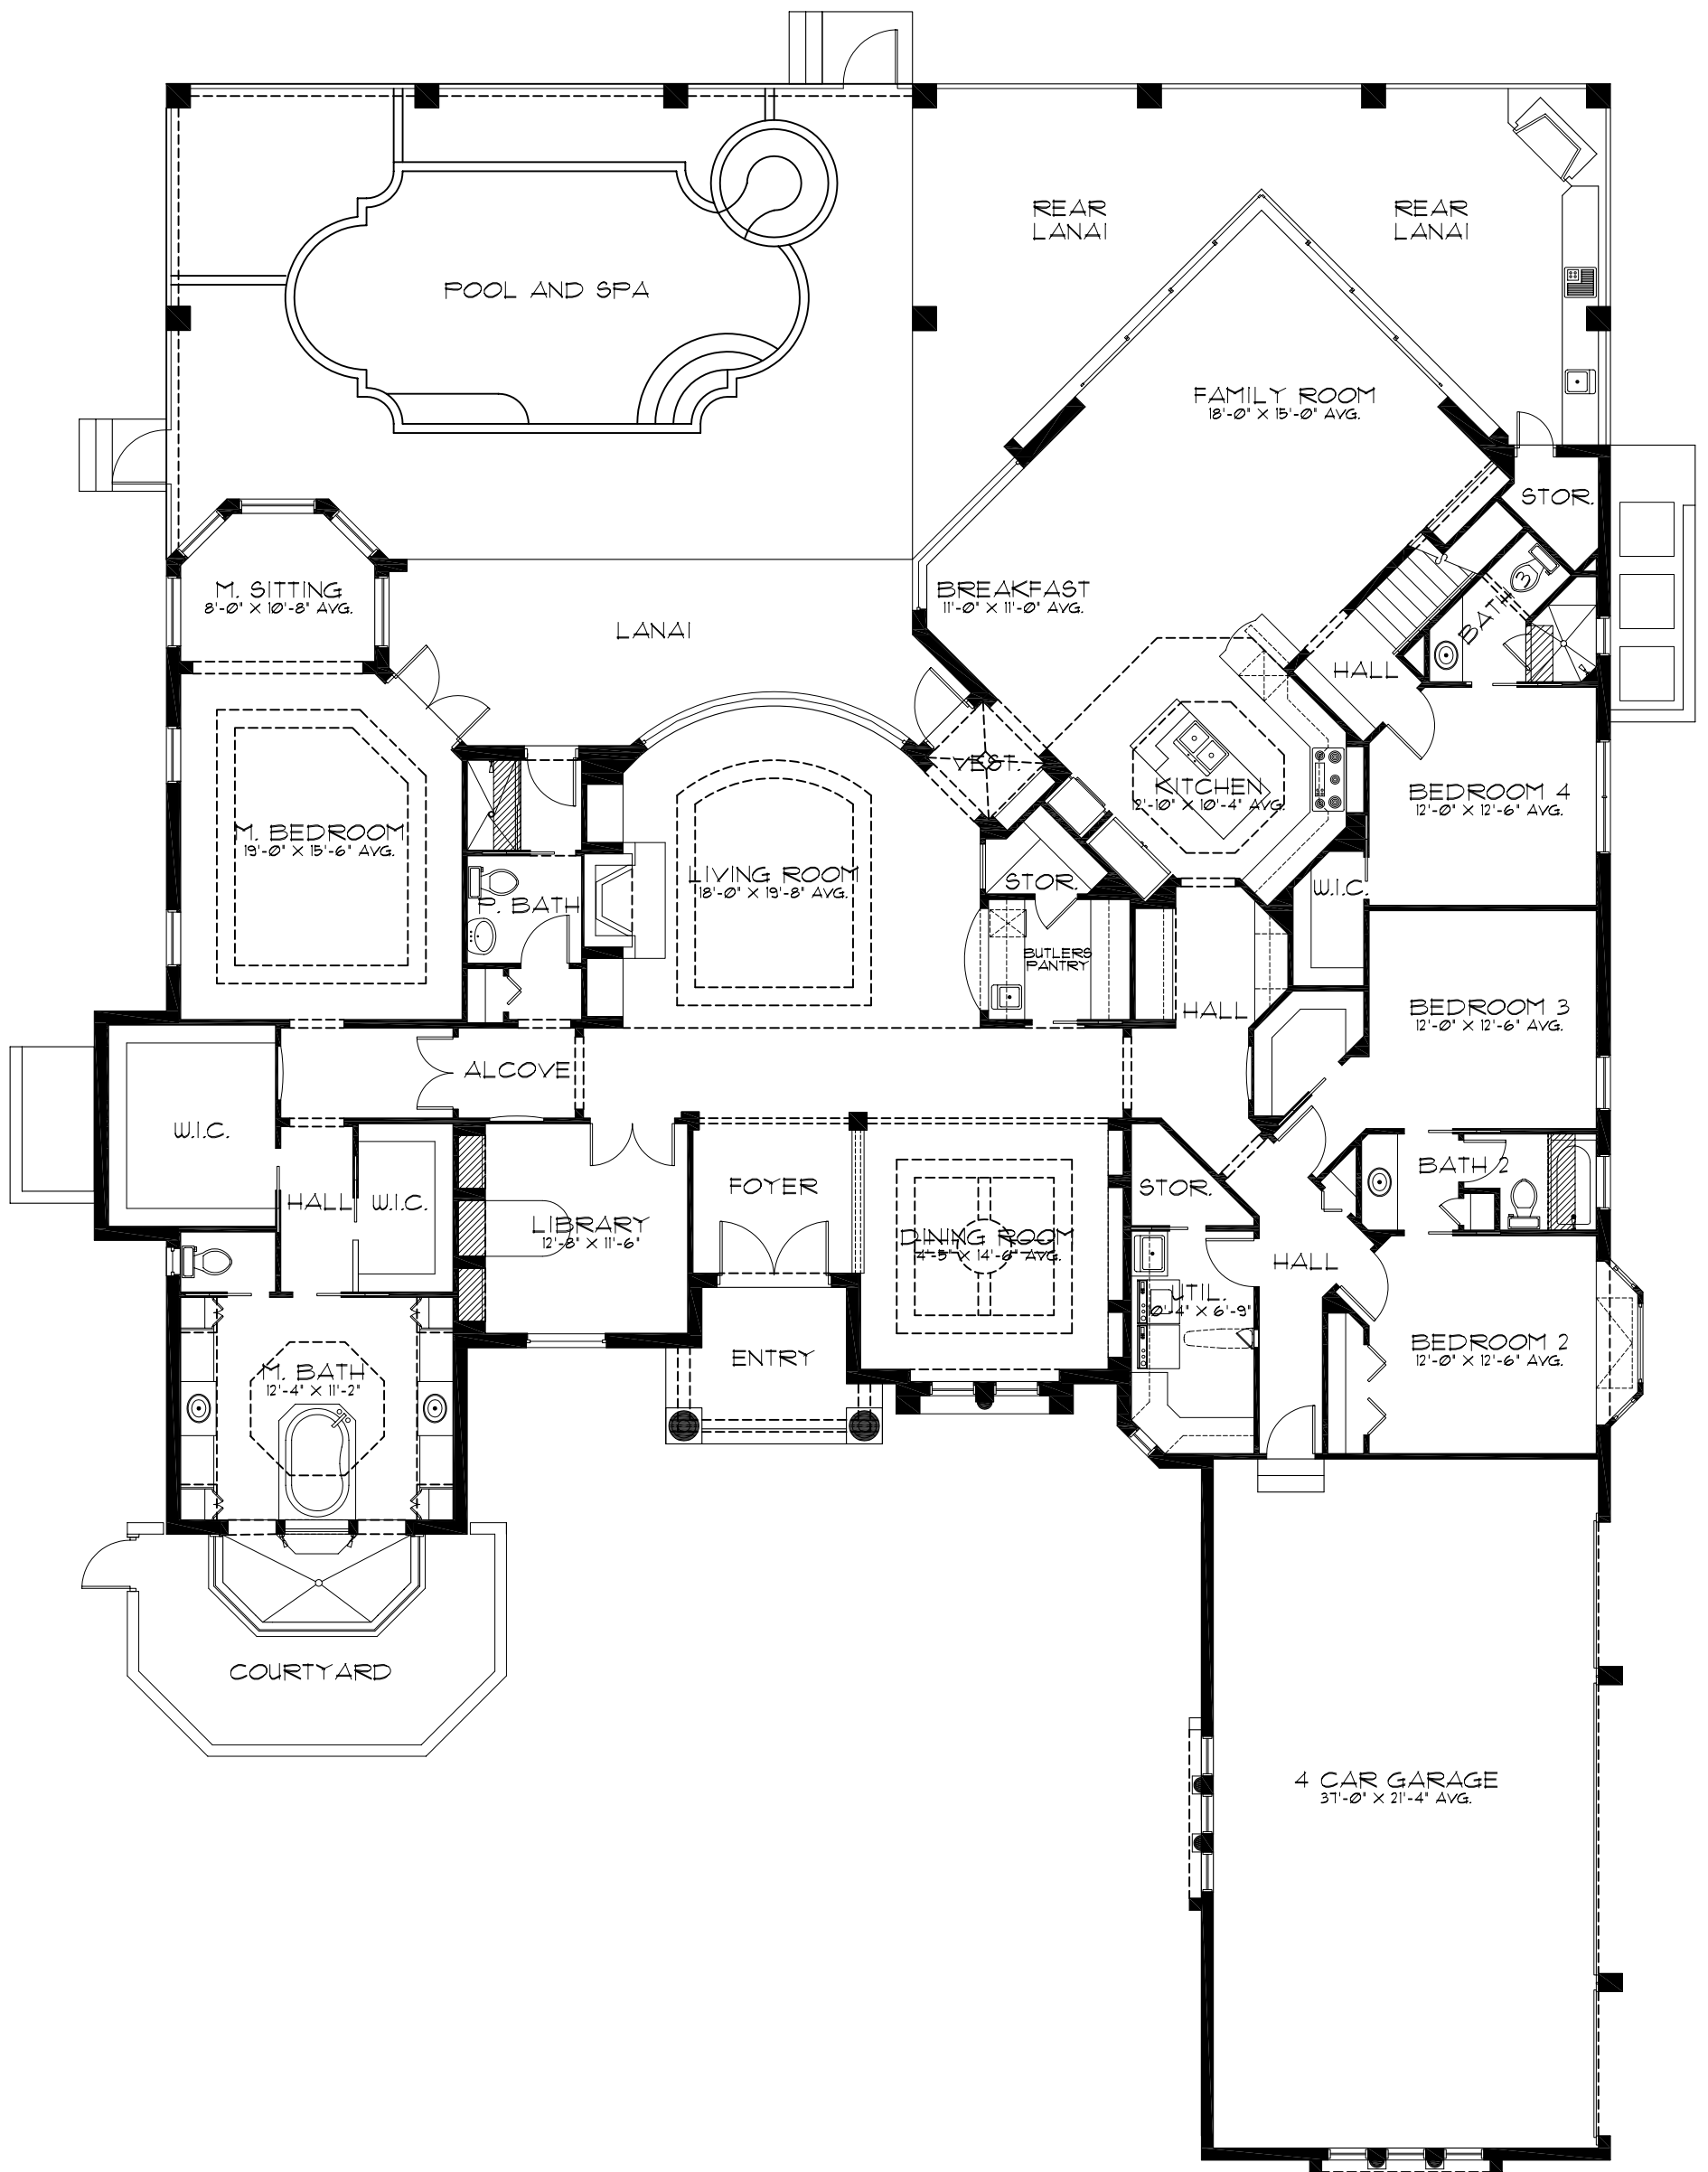 REAR
LANAI
REAR
LANAI
POOL AND SPA
FAMILY ROOM
18'-0" X 15'-0" AVG.
STOR.
M. SITTING
8'-0" X 10'-8" AVG.
BREAKFAST
11'-0" X 11'-0" AVG.
BATH 3
LANAI
HALL
VEST.
KITCHEN
12'-10" X 10'-4" AVG.
BEDROOM 4
12'-0" X 12'-6" AVG.
M. BEDROOM
19'-0" X 15'-6" AVG.
LIVING ROOM
18'-0" X 19'-8" AVG.
STOR.
W.I.C.
P. BATH
BUTLERS
PANTRY
HALL
BEDROOM 3
12'-0" X 12'-6" AVG.
ALCOVE
W.I.C.
BATH 2
FOYER
STOR.
HALL
W.I.C.
LIBRARY
12'-8" X 11'-6"
DINING ROOM
14'-5" X 14'-6" AVG.
HALL
UTIL.
10'-4" X 6'-9"
ENTRY
BEDROOM 2
12'-0" X 12'-6" AVG.
M. BATH
12'-4" X 11'-2"
COURTYARD
4 CAR GARAGE
37'-0" X 21'-4" AVG.